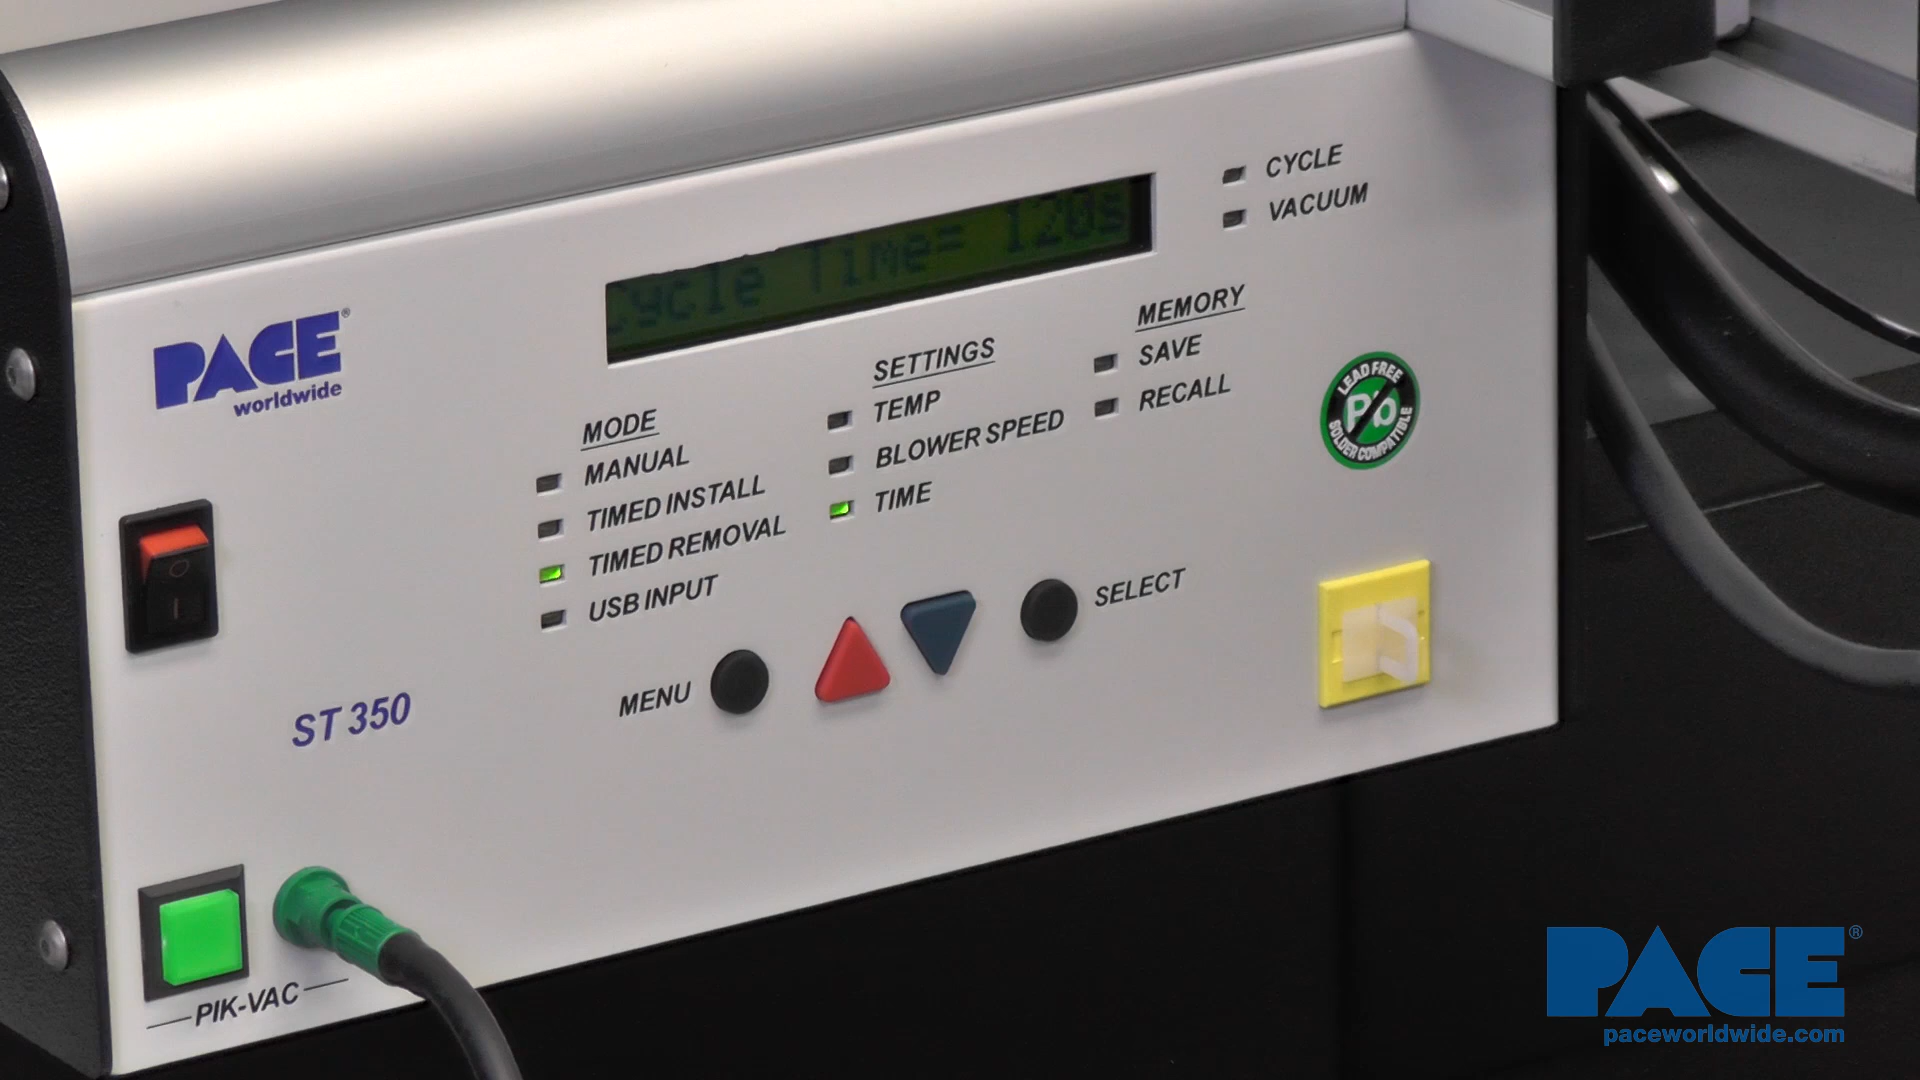 CYCLE
VACUUM
Cycle Time= 120s
PACE®
worldwide
MODE
MANUAL
TIMED INSTALL
TIMED REMOVAL
USB INPUT
SETTINGS
TEMP
BLOWER SPEED
TIME
MEMORY
SAVE
RECALL
LEAD FREE
Pb
SOLDER COMPATIBLE
MENU
SELECT
ST 350
PIK-VAC
PACE®
paceworldwide.com